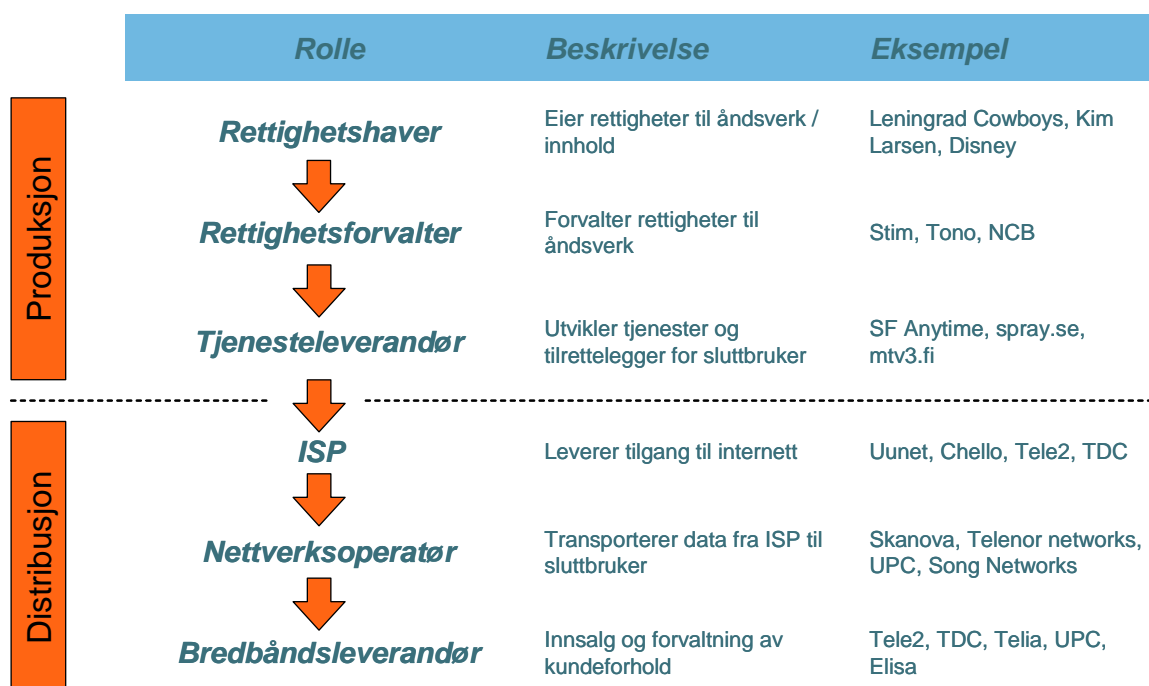 Rolle Beskrivelse Eksempel
Produksjon
Rettighetshaver
Eier rettigheter til åndsverk /
innhold
Leningrad Cowboys, Kim
Larsen, Disney
Rettighetsforvalter
Forvalter rettigheter til
åndsverk
Stim, Tono, NCB
Tjenesteleverandør
Utvikler tjenester og
tilrettelegger for sluttbruker
SF Anytime, spray.se,
mtv3.fi
Distribusjon
ISP
Leverer tilgang til internett
Uunet, Chello, Tele2, TDC
Nettverksoperatør
Transporterer data fra ISP til
sluttbruker
Skanova, Telenor networks,
UPC, Song Networks
Bredbåndsleverandør
Innsalg og forvaltning av
kundeforhold
Tele2, TDC, Telia, UPC,
Elisa